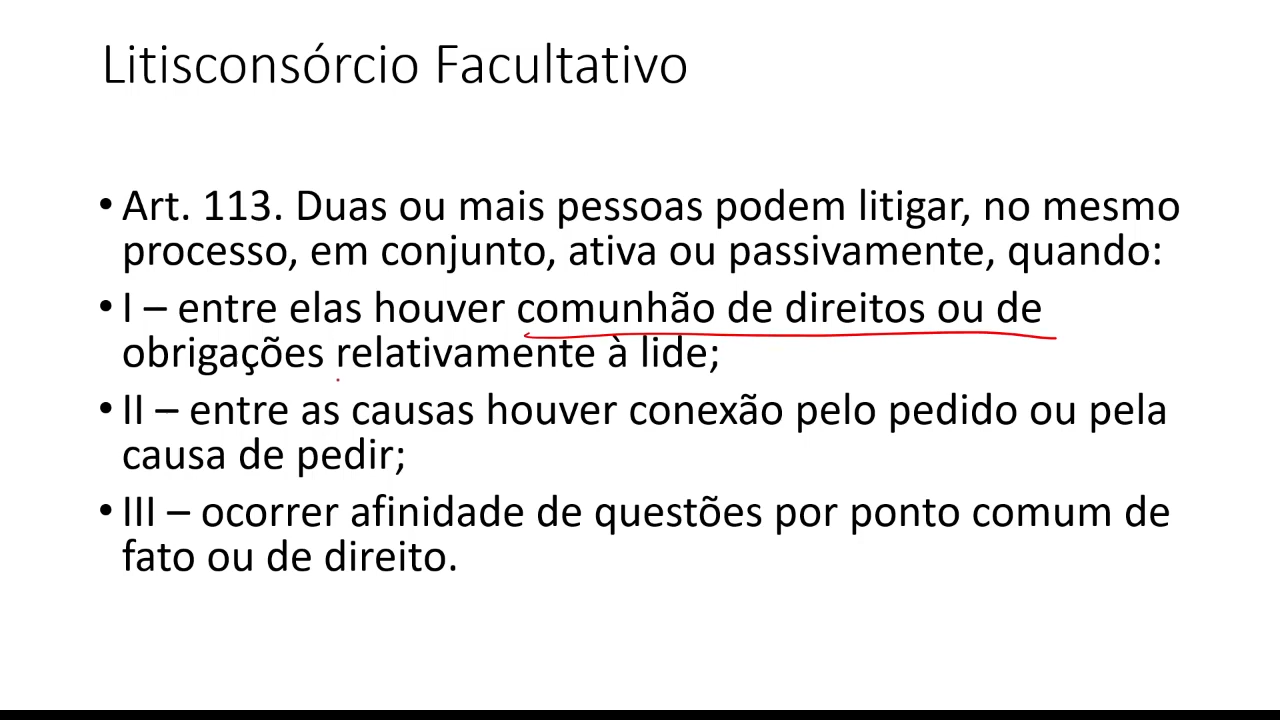 Litisconsórcio Facultativo
• Art. 113. Duas ou mais pessoas podem litigar, no mesmo
processo, em conjunto, ativa ou passivamente, quando:
• I – entre elas houver comunhão de direitos ou de
obrigações relativamente à lide;
• II – entre as causas houver conexão pelo pedido ou pela
causa de pedir;
• III – ocorrer afinidade de questões por ponto comum de
fato ou de direito.